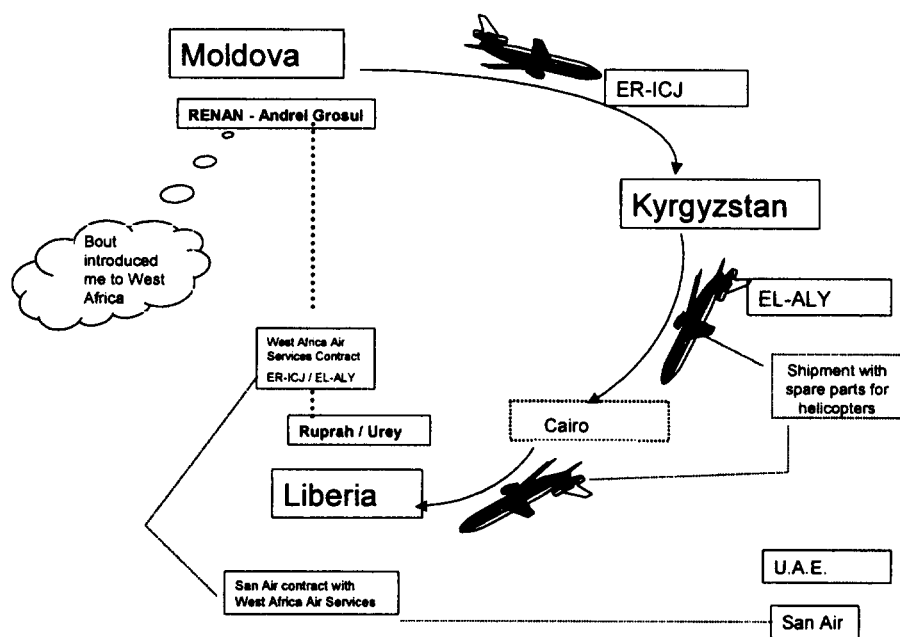 Moldova
ER-ICJ
RENAN - Andrei Grosul
Kyrgyzstan
Bout
introduced
me to West
Africa
EL-ALY
West Africa Air
Services Contract
ER-ICJ / EL-ALY
Shipment with
spare parts for
helicopters
Ruprah / Urey
Cairo
Liberia
U.A.E.
San Air contract with
West Africa Air Services
San Air